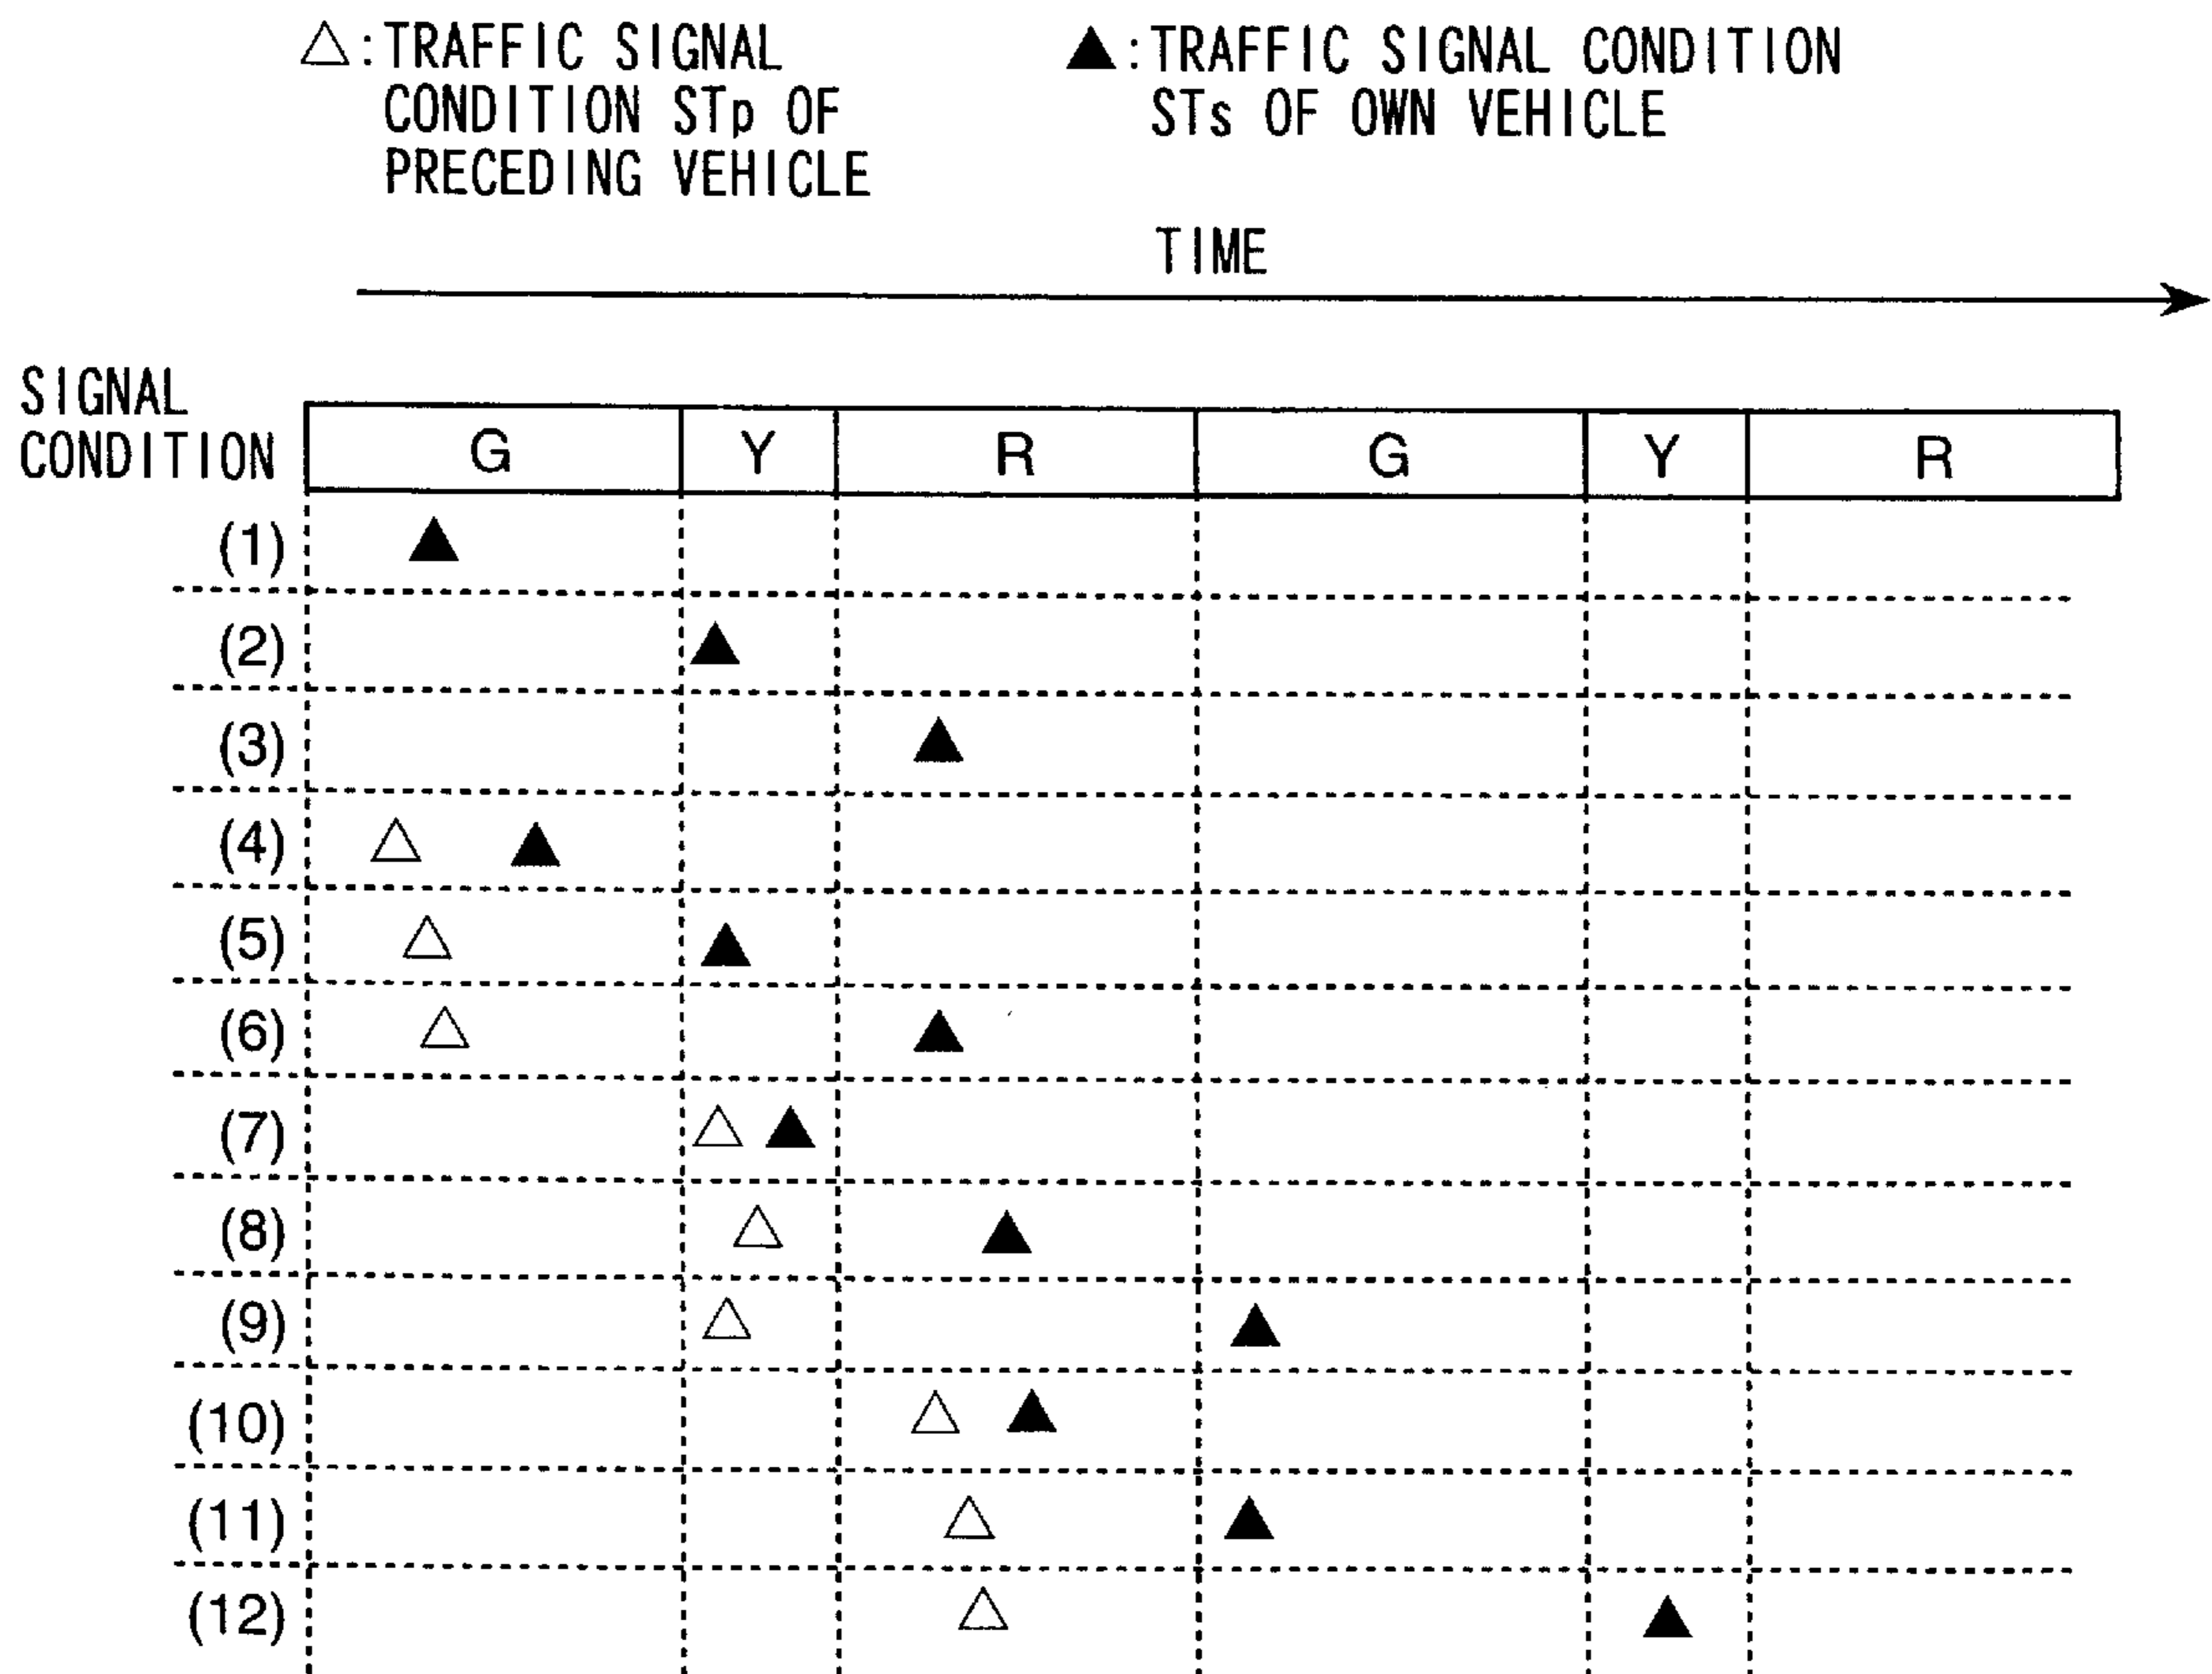 △:TRAFFIC SIGNAL
CONDITION STp OF
PRECEDING VEHICLE
▲:TRAFFIC SIGNAL CONDITION
STs OF OWN VEHICLE
TIME
SIGNAL
CONDITION
G Y R G Y R
(1)
(2)
(3)
(4)
(5)
(6)
(7)
(8)
(9)
(10)
(11)
(12)